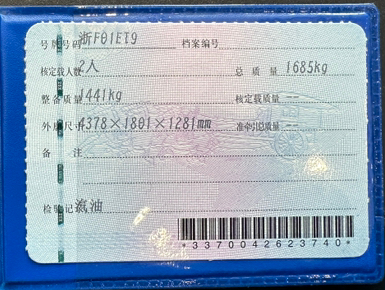 号牌号码 浙F01ET9 档案编号
核定载人数 2人 总质量 1685kg
整备质量 1441kg 核定载质量 --
外廓尺寸 4378×1801×1281mm 准牵引总质量 --
备注
检验记录 汽油
*3370042623740*